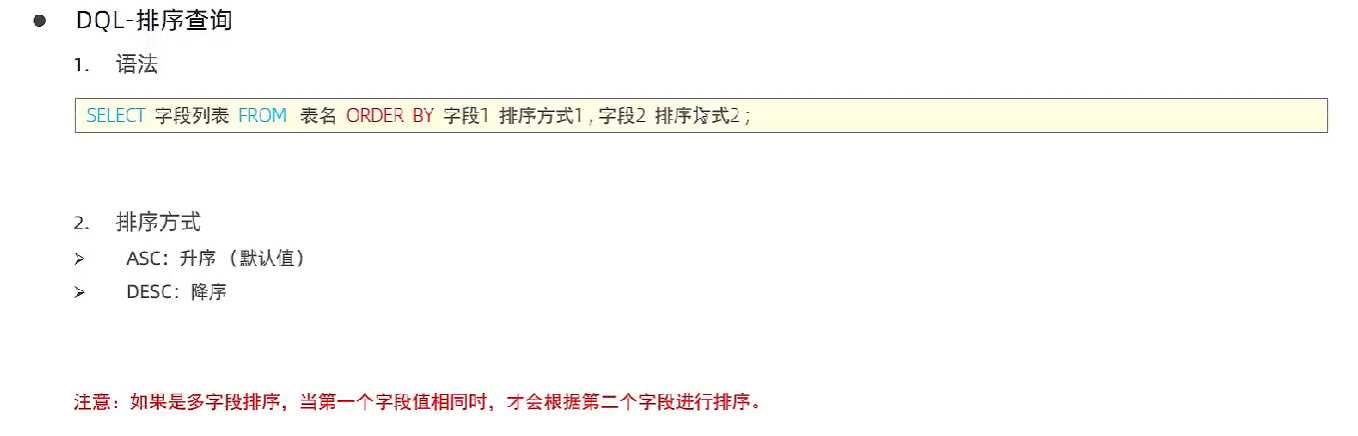 ● DQL-排序查询
1. 语法
SELECT 字段列表 FROM 表名 ORDER BY 字段1 排序方式1 , 字段2 排序方式2 ;
2. 排序方式
➢ ASC：升序（默认值）
➢ DESC：降序
注意：如果是多字段排序，当第一个字段值相同时，才会根据第二个字段进行排序。